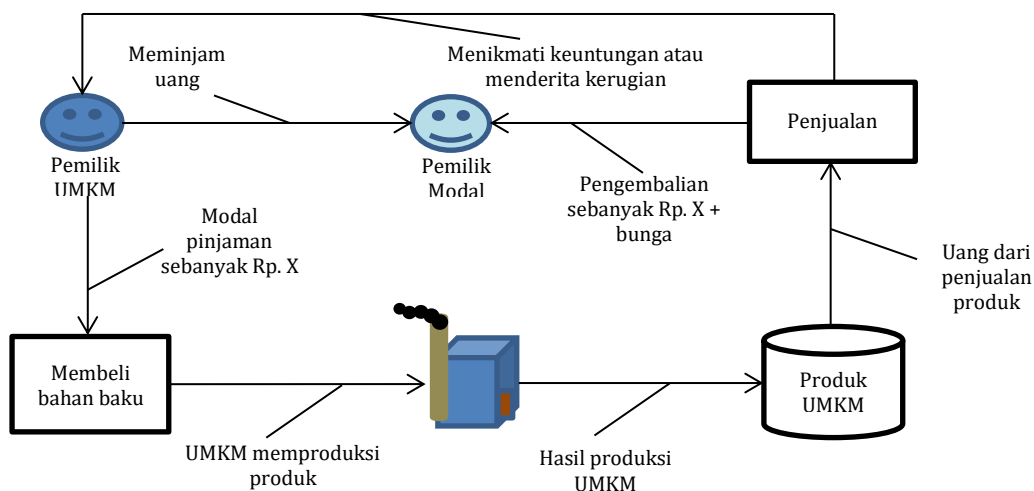 Meminjam
uang
Menikmati keuntungan atau
menderita kerugian
Penjualan
Pemilik
UMKM
Pemilik
Modal
Pengembalian
sebanyak Rp. X +
bunga
Modal
pinjaman
sebanyak Rp. X
Uang dari
penjualan
produk
Membeli
bahan baku
Produk
UMKM
UMKM memproduksi
produk
Hasil produksi
UMKM